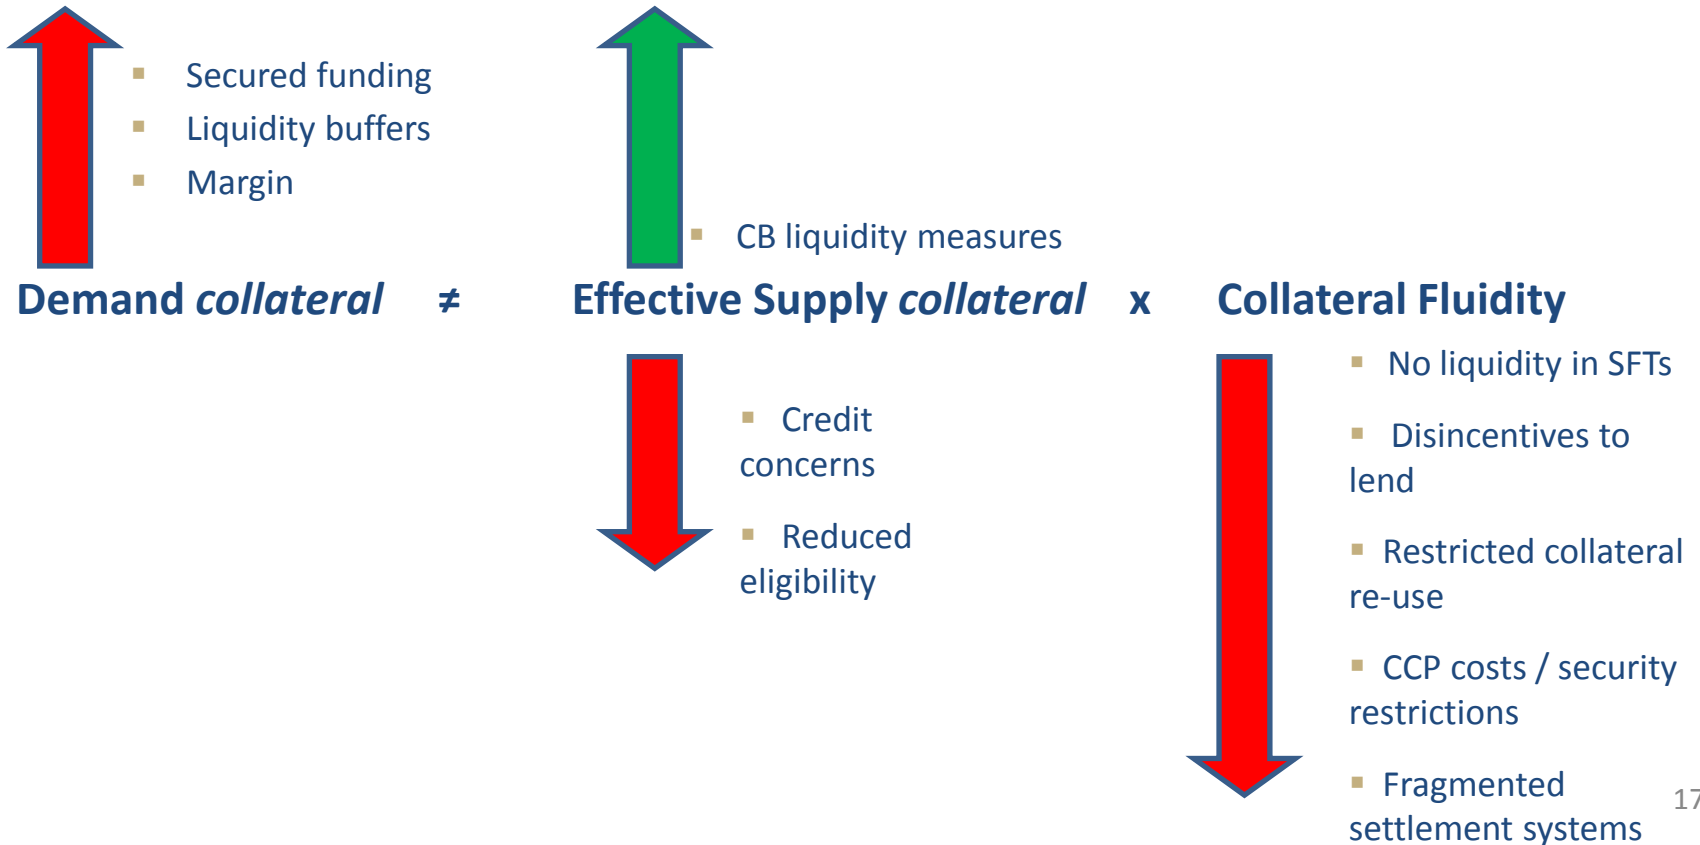 ▪ Secured funding
▪ Liquidity buffers
▪ Margin
▪ CB liquidity measures
Demand collateral ≠ Effective Supply collateral x Collateral Fluidity
▪ Credit
concerns
▪ Reduced
eligibility
▪ No liquidity in SFTs
▪ Disincentives to
lend
▪ Restricted collateral
re-use
▪ CCP costs / security
restrictions
▪ Fragmented
settlement systems
17